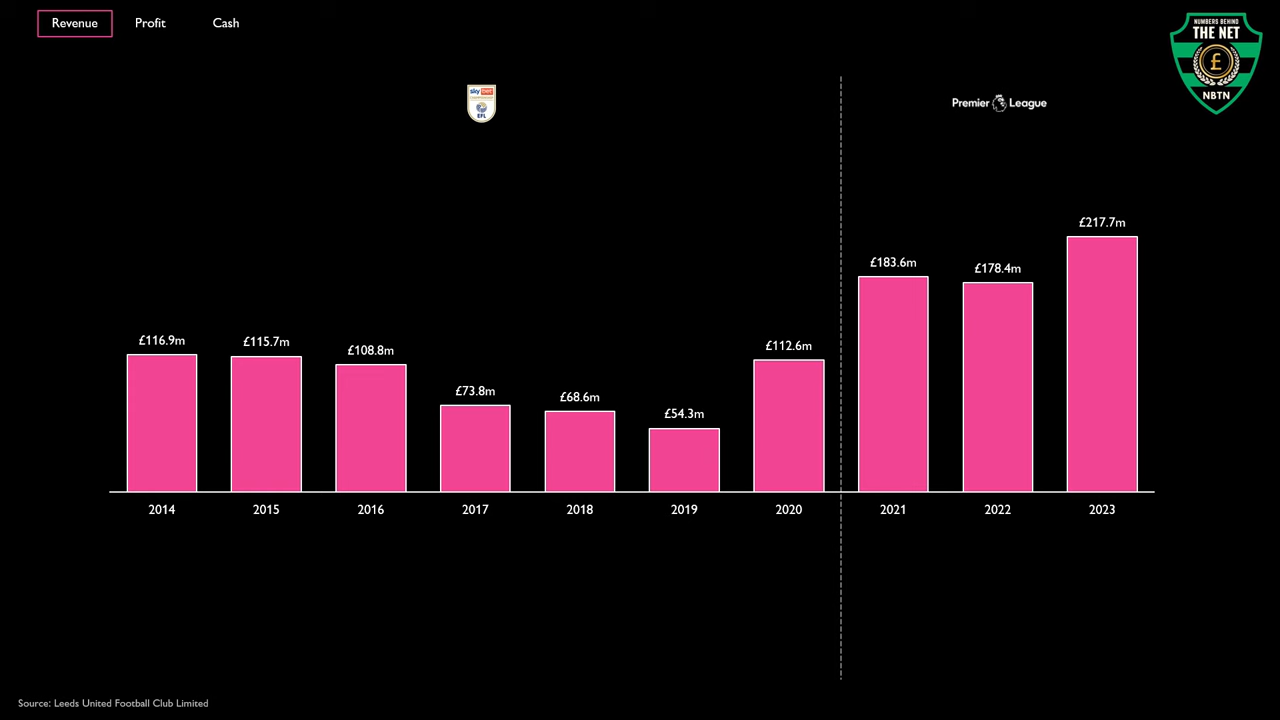 Revenue
Profit
Cash
NUMBERS BEHIND
THE NET
£
NBTN
sky bet
EFL
Premier League
£116.9m
£115.7m
£108.8m
£73.8m
£68.6m
£54.3m
£112.6m
£183.6m
£178.4m
£217.7m
2014
2015
2016
2017
2018
2019
2020
2021
2022
2023
Source: Leeds United Football Club Limited